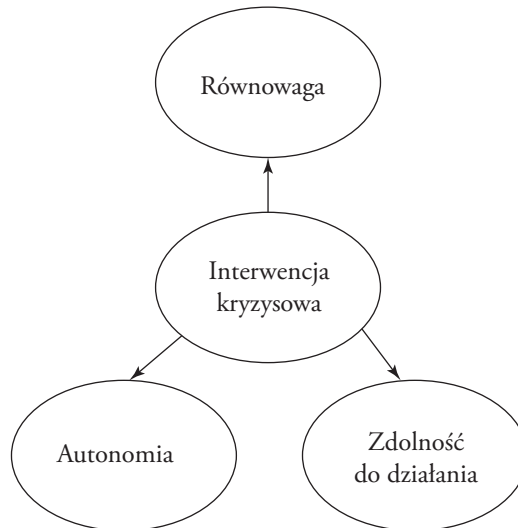 Równowaga
Interwencja
kryzysowa
Autonomia
Zdolność
do działania